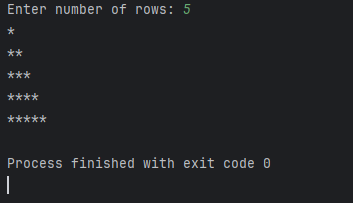 Enter number of rows: 5
*
**
***
****
*****
Process finished with exit code 0